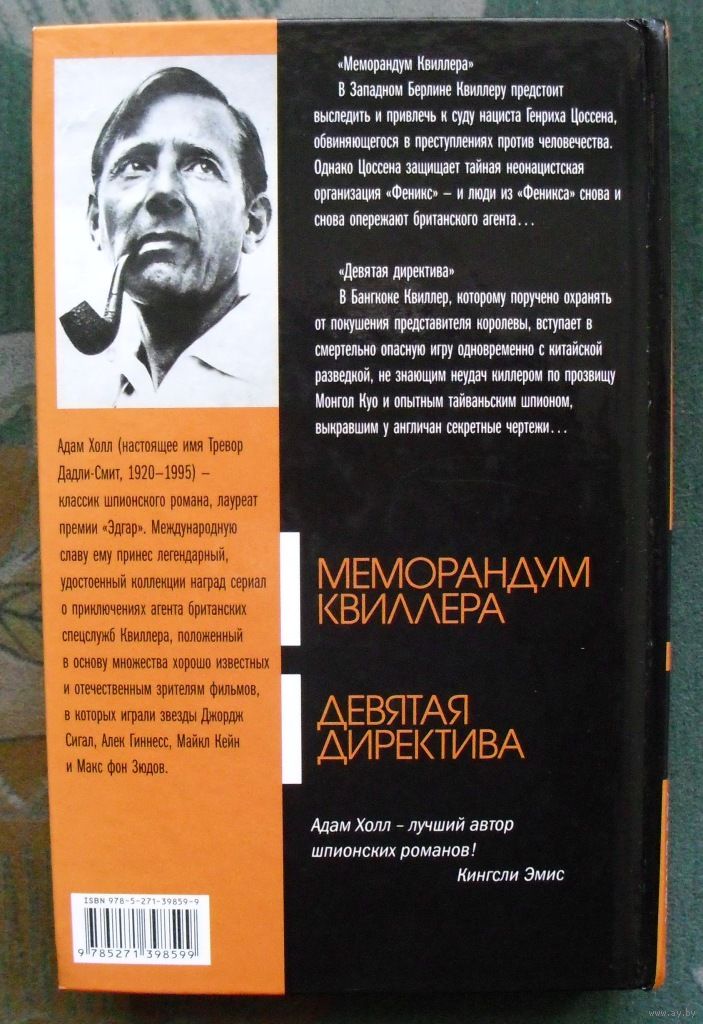 «Меморандум Квиллера»
В Западном Берлине Квиллеру предстоит
выследить и привлечь к суду нациста Генриха Цоссена,
обвиняющегося в преступлениях против человечества.
Однако Цоссена защищает тайная неонацистская
организация «Феникс» – и люди из «Феникса» снова и
снова опережают британского агента...
«Девятая директива»
В Бангкоке Квиллер, которому поручено охранять
от покушения представителя королевы, вступает в
смертельно опасную игру одновременно с китайской
разведкой, не знающим неудач киллером по прозвищу
Монгол Куо и опытным тайваньским шпионом,
выкравшим у англичан секретные чертежи...
Адам Холл (настоящее имя Тревор
Дадли-Смит, 1920–1995) –
классик шпионского романа, лауреат
премии «Эдгар». Международную
славу ему принес легендарный,
удостоенный коллекции наград сериал
о приключениях агента британских
спецслужб Квиллера, положенный
в основу множества хорошо известных
и отечественным зрителям фильмов,
в которых играли звезды Джордж
Сигал, Алек Гиннесс, Майкл Кейн
и Макс фон Зюдов.
МЕМОРАНДУМ
КВИЛЛЕРА
ДЕВЯТАЯ
ДИРЕКТИВА
Адам Холл – лучший автор
шпионских романов!
Кингсли Эмис
ISBN 978-5-271-39859-9
9 785271 398599
www.ay.by